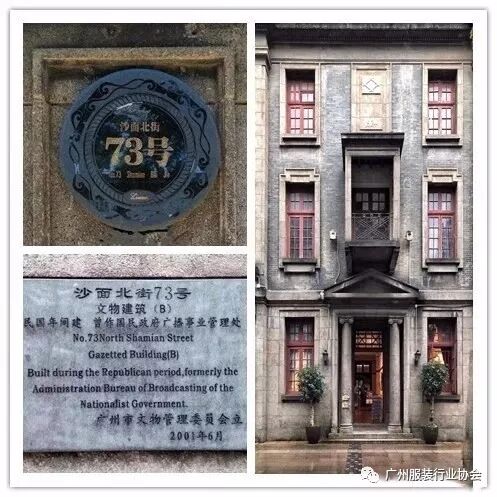 沙面北街
73号
沙面北街73号
文物建筑（B）
民国年间建 曾作国民政府广播事业管理处
No.73North Shamian Street
Gazetted Building(B)
Built during the Republican period,formerly the
Administration Bureau of Broadcasting of the
Nationalist Government.
广州市文物管理委员会立
2001年6月
广州服装行业协会